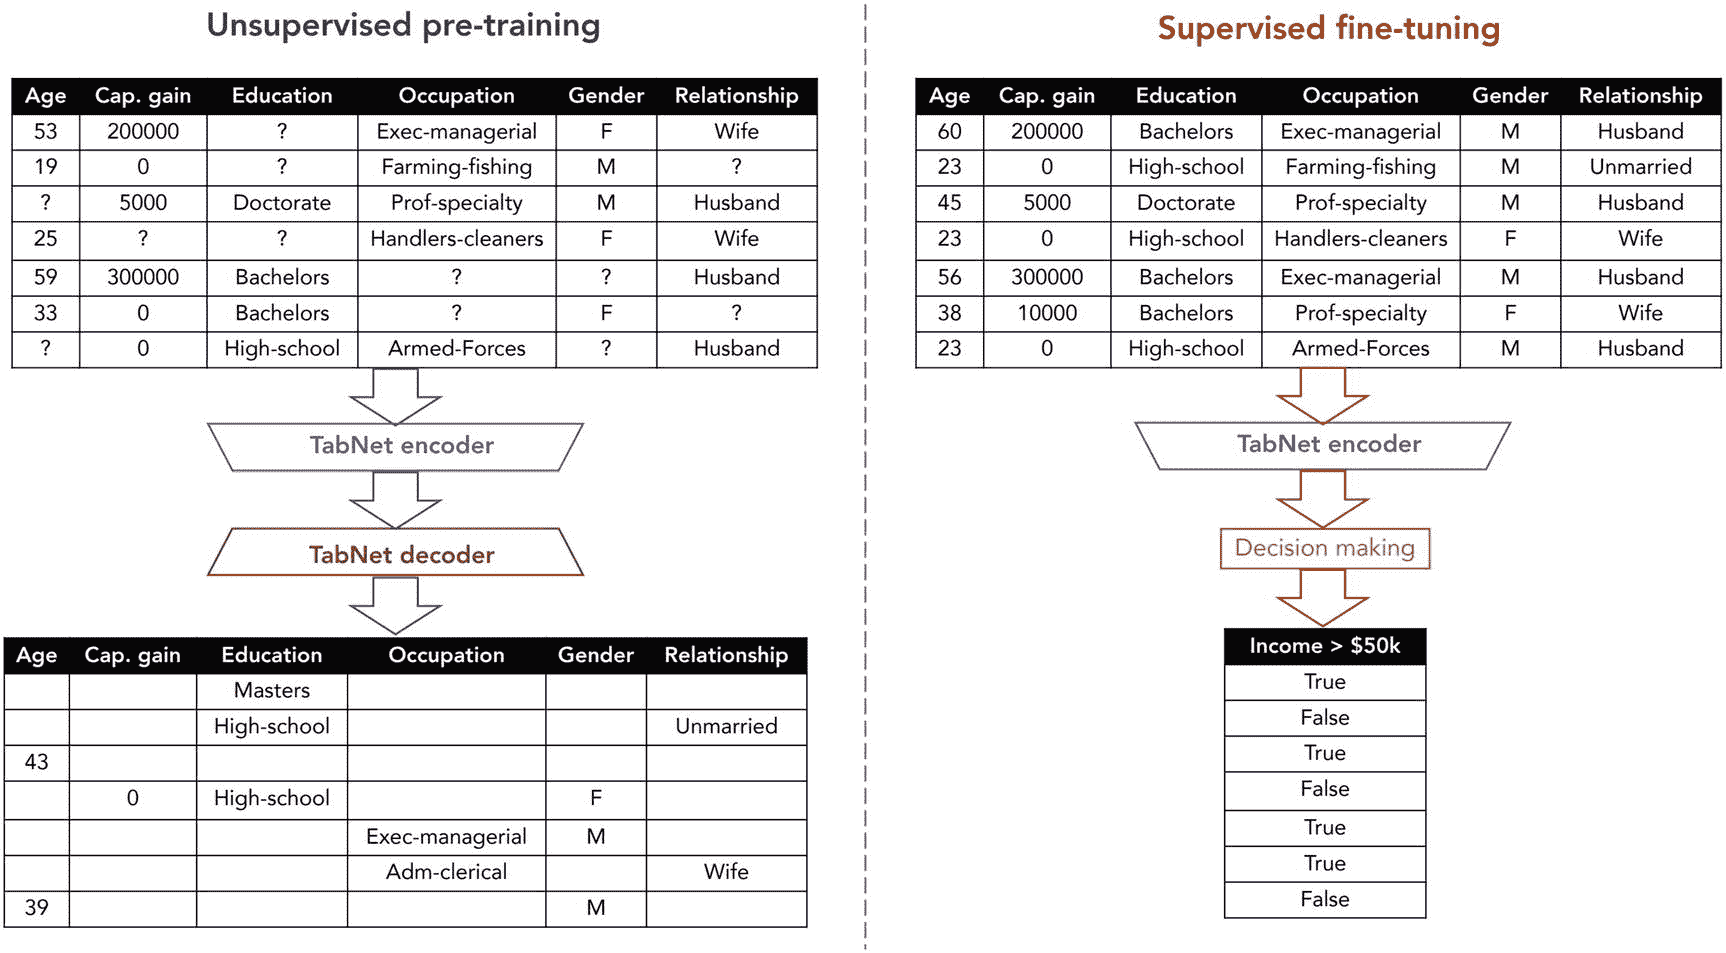 Unsupervised pre-training
Age Cap. gain Education Occupation Gender Relationship
53 200000 ? Exec-managerial F Wife
19 0 ? Farming-fishing M ?
? 5000 Doctorate Prof-specialty M Husband
25 ? ? Handlers-cleaners F Wife
59 300000 Bachelors ? ? Husband
33 0 Bachelors ? F ?
? 0 High-school Armed-Forces ? Husband
TabNet encoder
TabNet decoder
Age Cap. gain Education Occupation Gender Relationship
Masters
High-school Unmarried
43
0 High-school F
Exec-managerial M
Adm-clerical Wife
39 M
Supervised fine-tuning
Age Cap. gain Education Occupation Gender Relationship
60 200000 Bachelors Exec-managerial M Husband
23 0 High-school Farming-fishing M Unmarried
45 5000 Doctorate Prof-specialty M Husband
23 0 High-school Handlers-cleaners F Wife
56 300000 Bachelors Exec-managerial M Husband
38 10000 Bachelors Prof-specialty F Wife
23 0 High-school Armed-Forces M Husband
TabNet encoder
Decision making
Income > $50k
True
False
True
False
True
True
False